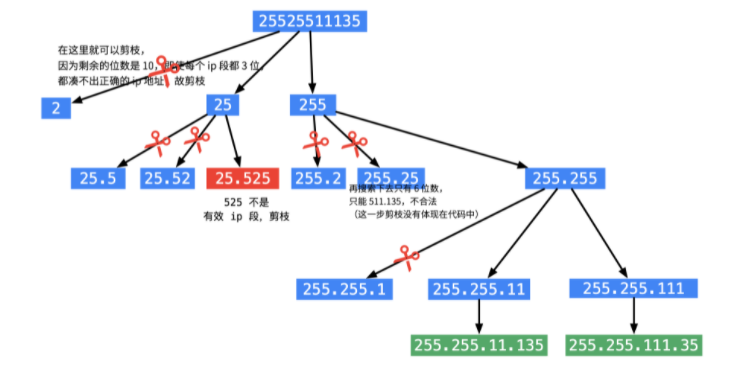 25525511135
在这里就可以剪枝，
因为剩余的位数是 10，即使每个 ip 段都 3 位，
都凑不出正确的 ip 地址，故剪枝
2
25
255
25.5
25.52
25.525
255.2
255.25
255.255
525 不是
有效 ip 段，剪枝
再搜索下去只有 6 位数，
只能 511.135，不合法
（这一步剪枝没有体现在代码中）
255.255.1
255.255.11
255.255.111
255.255.11.135
255.255.111.35